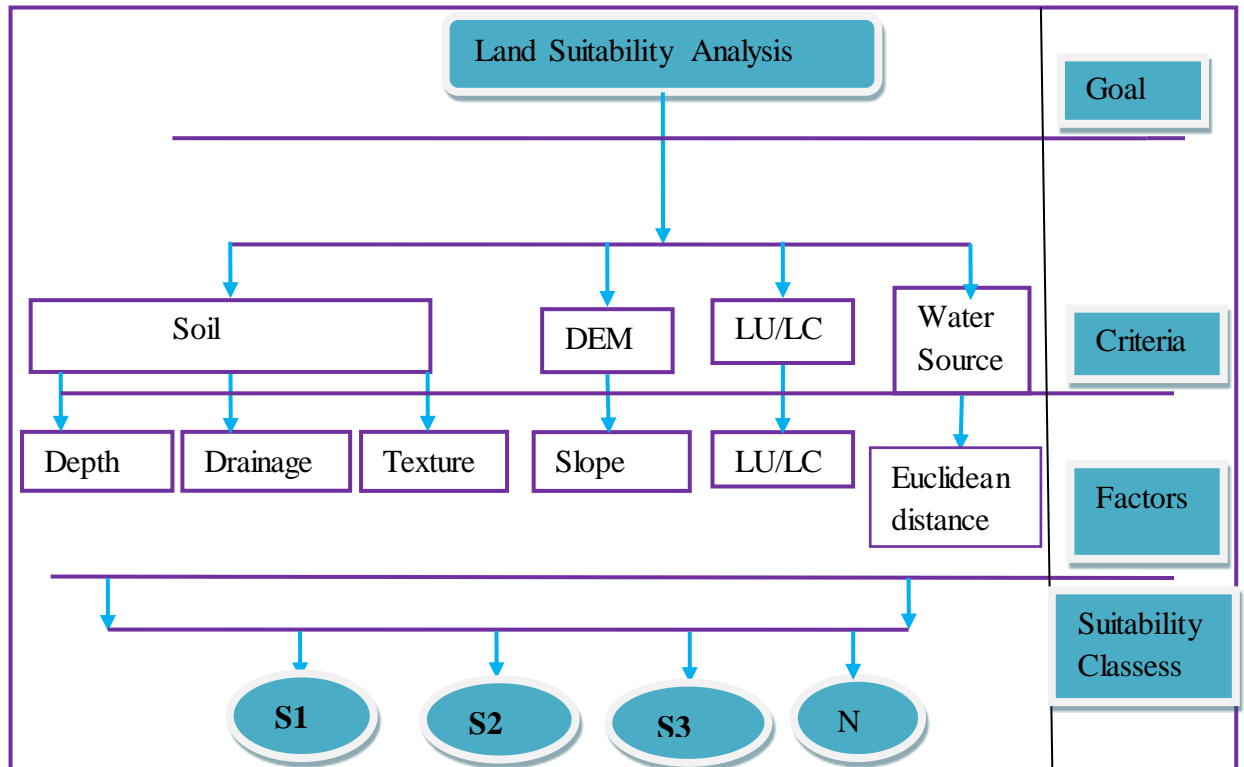 Land Suitability Analysis
Goal
Soil
DEM
LU/LC
Water
Source
Criteria
Depth
Drainage
Texture
Slope
LU/LC
Euclidean
distance
Factors
Suitability
Classess
S1
S2
S3
N